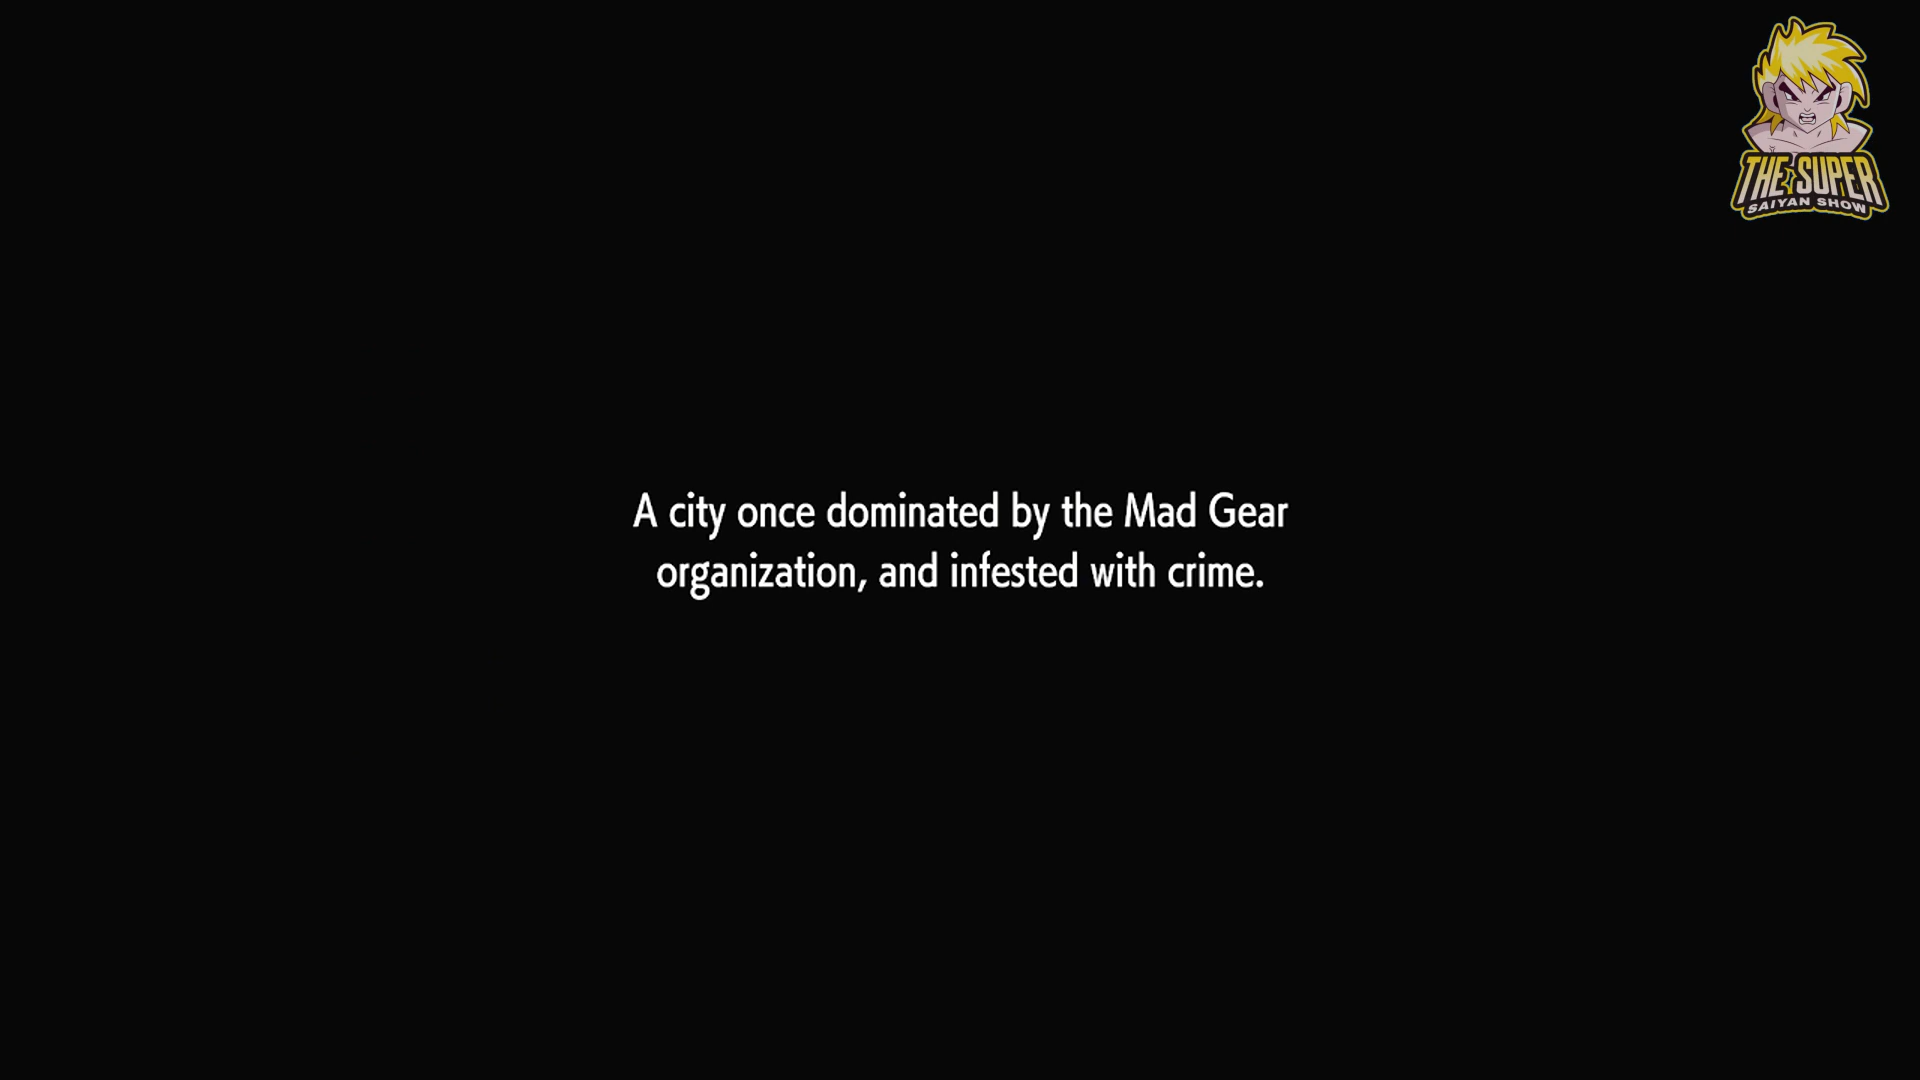 THE SUPER
SAIYAN SHOW
A city once dominated by the Mad Gear
organization, and infested with crime.